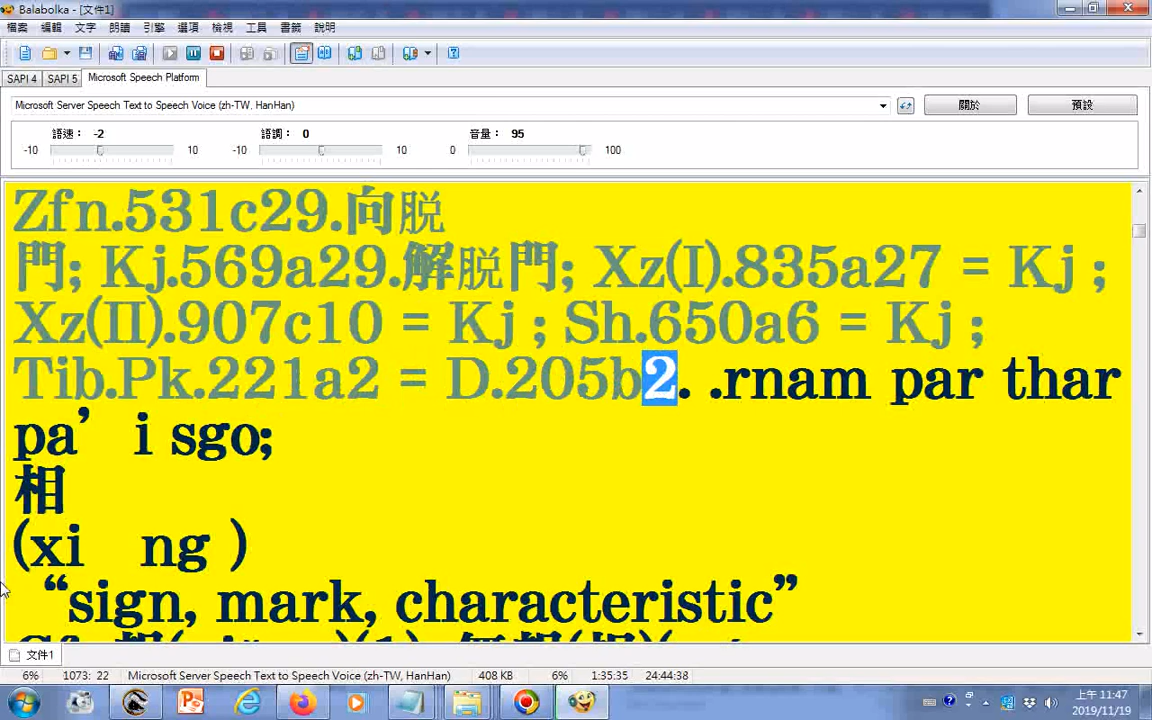 Balabolka - [文件1]
檔案 編輯 文字 朗讀 引擎 選項 檢視 工具 書籤 說明
SAPI 4 SAPI 5 Microsoft Speech Platform
Microsoft Server Speech Text to Speech Voice (zh-TW, HanHan) 關於 預設
語速： -2 語調： 0 音量： 95
-10 10 -10 10 0 100
Zfn.531c29.向脱
門; Kj.569a29.解脱門; Xz(I).835a27 = Kj ;
Xz(II).907c10 = Kj ; Sh.650a6 = Kj ;
Tib.Pk.221a2 = D.205b2. .rnam par thar
pa’ i sgo;
相
(xi ng )
“sign, mark, characteristic”
文件1
6% 1073: 22 Microsoft Server Speech Text to Speech Voice (zh-TW, HanHan) 408 KB 6% 1:35:35 24:44:38
上午 11:47
2019/11/19